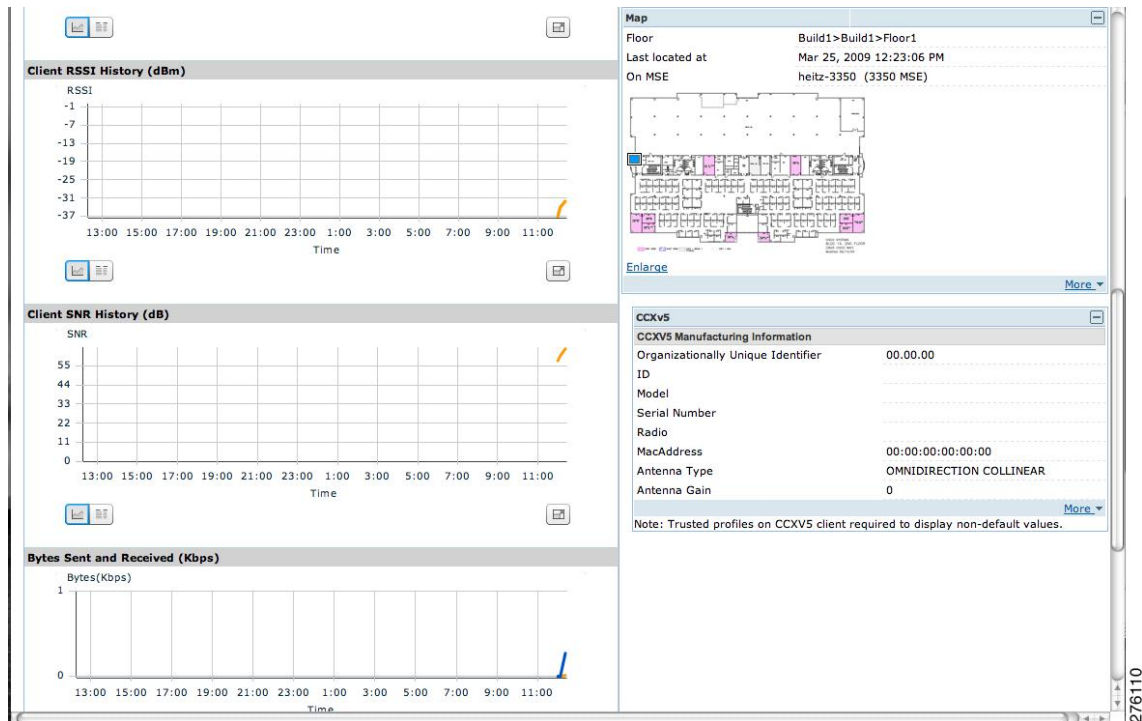 Client RSSI History (dBm)
RSSI
-1
-7
-13
-19
-25
-31
-37
13:00 15:00 17:00 19:00 21:00 23:00 1:00 3:00 5:00 7:00 9:00 11:00
Time
Client SNR History (dB)
SNR
55
44
33
22
11
0
13:00 15:00 17:00 19:00 21:00 23:00 1:00 3:00 5:00 7:00 9:00 11:00
Time
Bytes Sent and Received (Kbps)
Bytes(Kbps)
1
0
13:00 15:00 17:00 19:00 21:00 23:00 1:00 3:00 5:00 7:00 9:00 11:00
Time
Map
Floor Build1>Build1>Floor1
Last located at Mar 25, 2009 12:23:06 PM
On MSE heitz-3350 (3350 MSE)
Enlarge
More
CCXv5
CCXV5 Manufacturing Information
Organizationally Unique Identifier 00.00.00
ID
Model
Serial Number
Radio
MacAddress 00:00:00:00:00:00
Antenna Type OMNIDIRECTION COLLINEAR
Antenna Gain 0
More
Note: Trusted profiles on CCXV5 client required to display non-default values.
276110